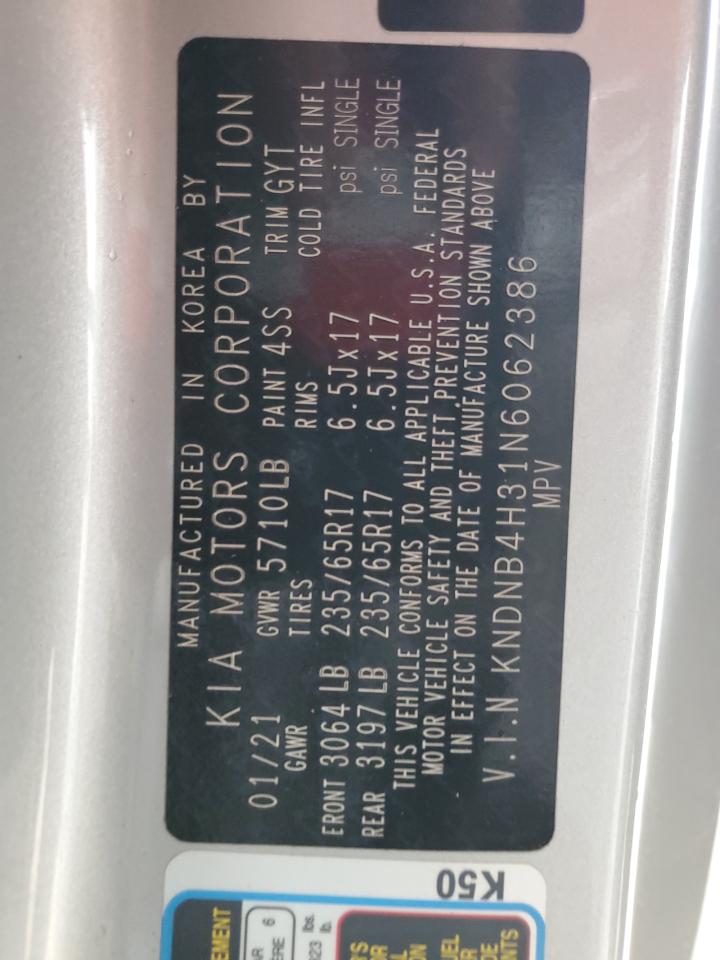 MANUFACTURED IN KOREA BY
KIA MOTORS CORPORATION
01/21 GVWR 5710LB PAINT 4SS TRIM GYT
GAWR TIRES RIMS COLD TIRE INFL
FRONT 3064 LB 235/65R17 6.5Jx17 psi SINGLE
REAR 3197 LB 235/65R17 6.5Jx17 psi SINGLE
THIS VEHICLE CONFORMS TO ALL APPLICABLE U.S.A. FEDERAL
MOTOR VEHICLE SAFETY AND THEFT PREVENTION STANDARDS
IN EFFECT ON THE DATE OF MANUFACTURE SHOWN ABOVE
V.I.N KNDNB4H31N6062386
MPV
K50